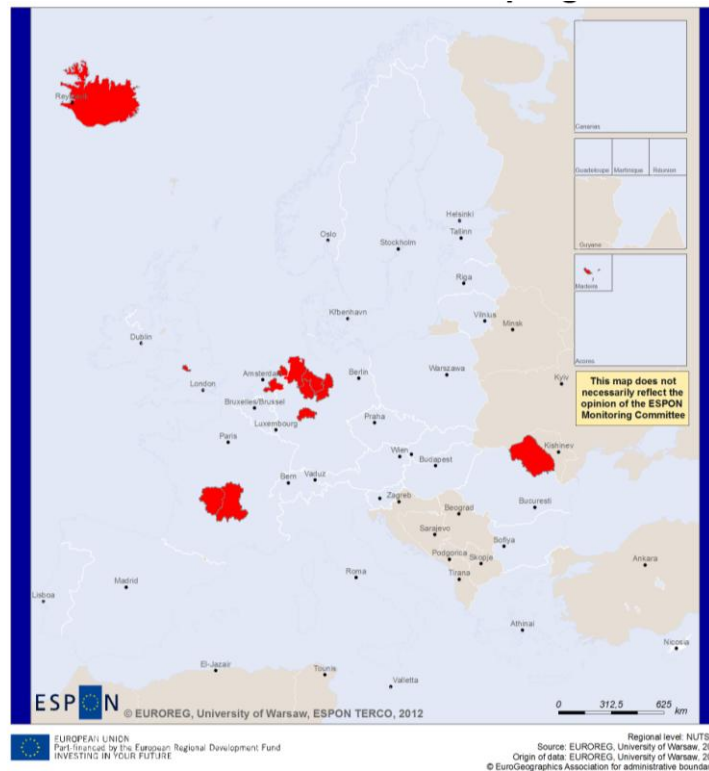 Reykjavik
Canarias
Guadeloupe Martinique Réunion
Guyane
Madeira
Acores
This map does not
necessarily reflect the
opinion of the ESPON
Monitoring Committee
Helsinki
Oslo
Tallinn
Stockholm
Riga
Křbenhavn
Vilnius
Minsk
Dublin
Amsterdam
Berlin
London
Warszawa
Kyiv
Bruxelles/Brussel
Praha
Luxembourg
Paris
Kishinev
Wien
Budapest
Bern
Vaduz
Zagreb
Beograd
Bucuresti
Sarajevo
Sofiya
Podgorica
Skopje
Ankara
Roma
Tirana
Madrid
Lisboa
Athinai
Nicosia
El-Jazair
Tounis
Valletta
ESPON © EUROREG, University of Warsaw, ESPON TERCO, 2012
0 312,5 625 km
EUROPEAN UNION
Part-financed by the European Regional Development Fund
INVESTING IN YOUR FUTURE
Regional level: NUTS
Source: EUROREG, University of Warsaw, 20
Origin of data: EUROREG, University of Warsaw, 20
© EuroGeographics Association for administrative boundar